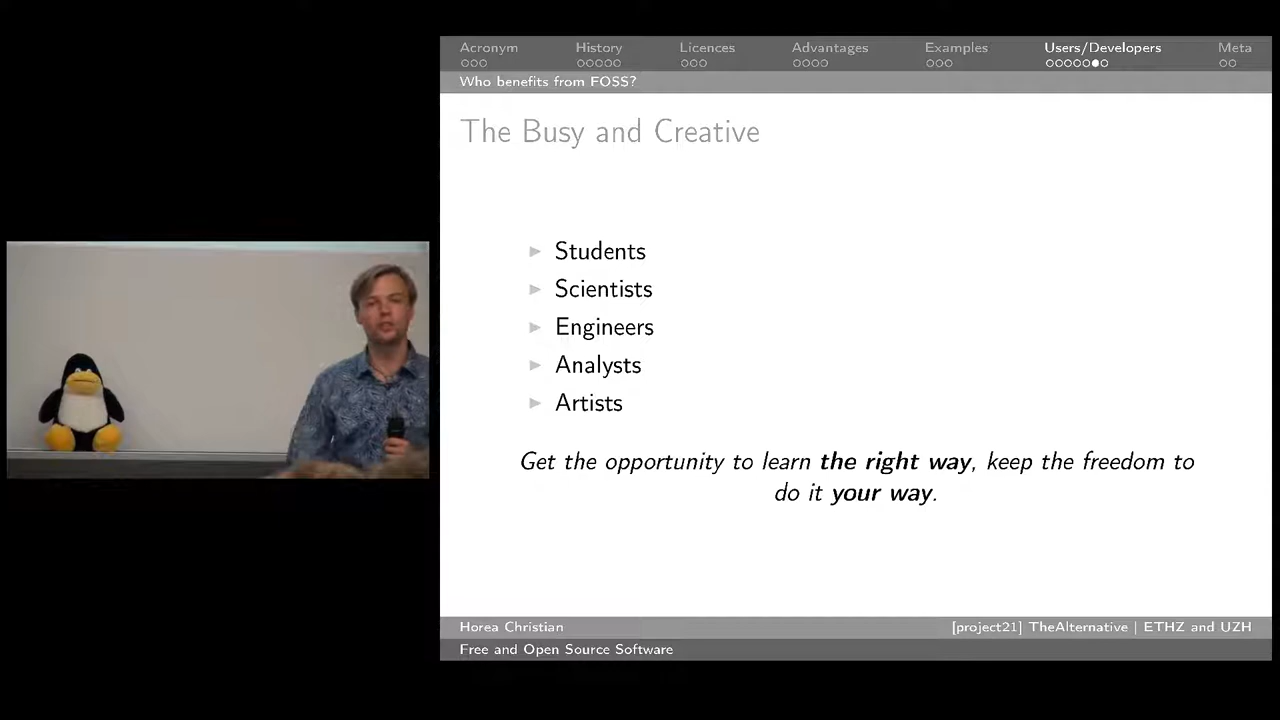 Acronym History Licences Advantages Examples Users/Developers Meta
Who benefits from FOSS?
The Busy and Creative
Students
Scientists
Engineers
Analysts
Artists
Get the opportunity to learn the right way, keep the freedom to
do it your way.
Horea Christian [project21] TheAlternative | ETHZ and UZH
Free and Open Source Software